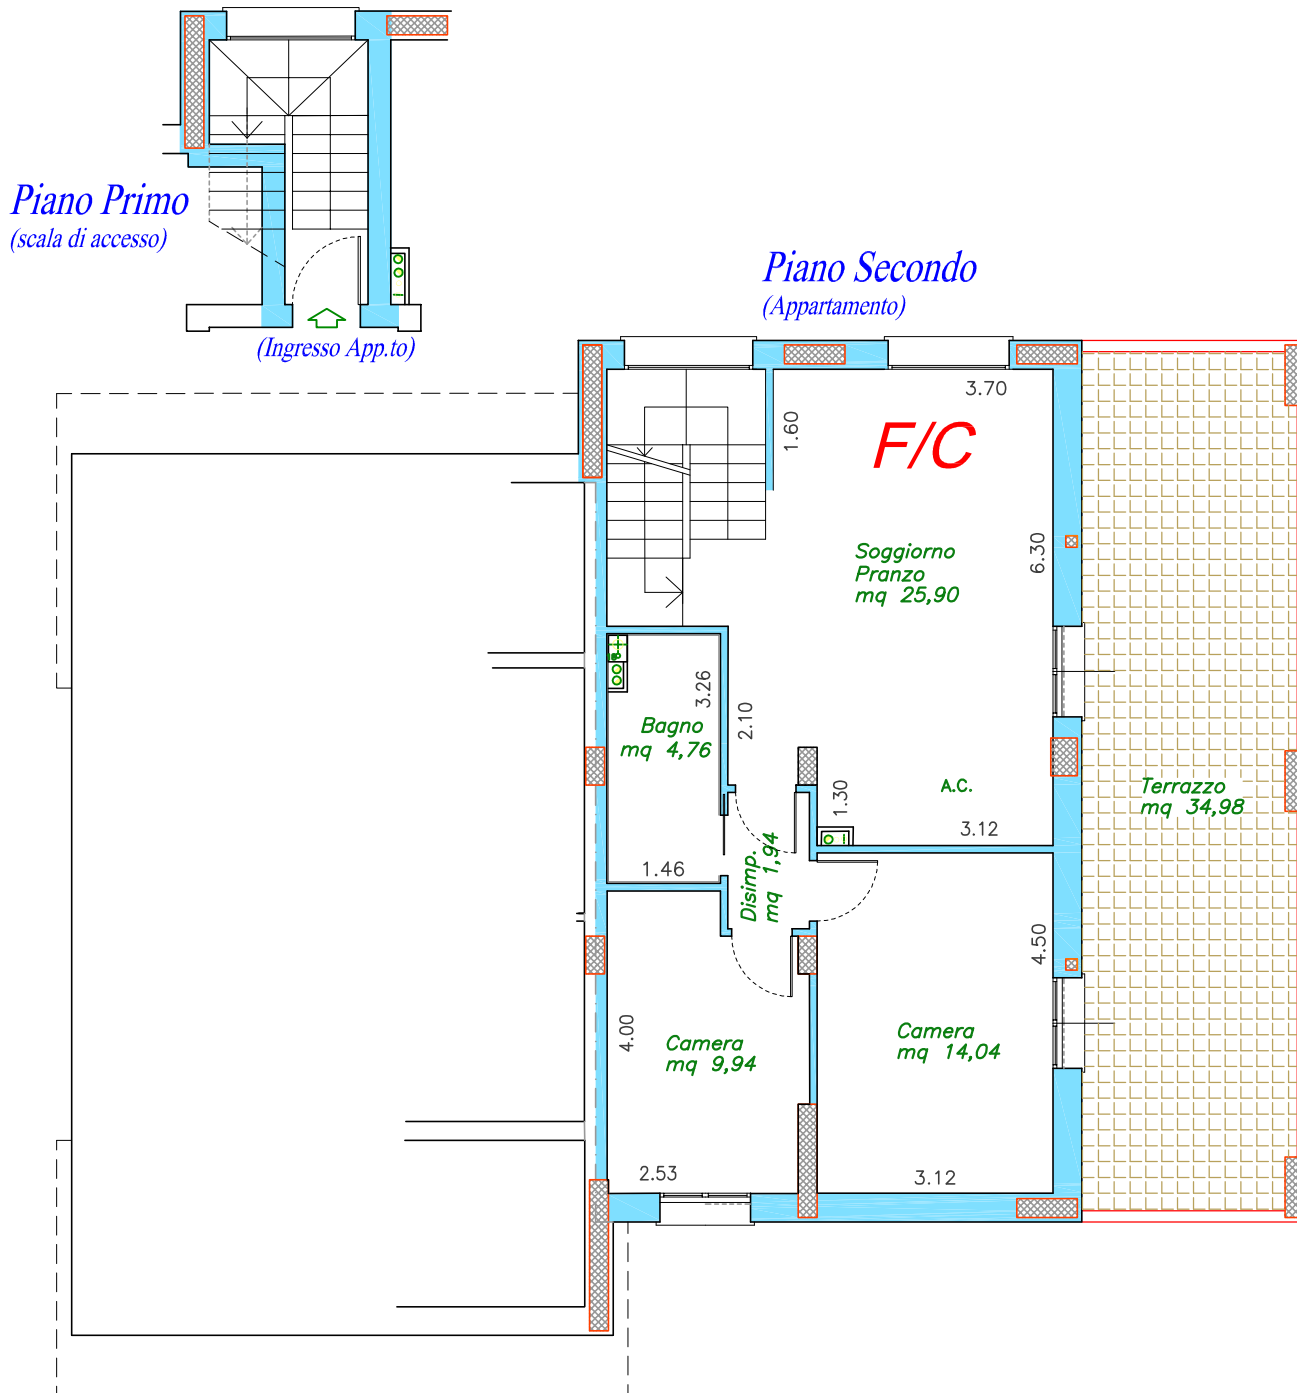 Piano Primo
(scala di accesso)
(Ingresso App.to)
Piano Secondo
(Appartamento)
3.70
1.60
F/C
6.30
Soggiorno
Pranzo
mq 25,90
3.26
2.10
Bagno
mq 4,76
A.C.
1.30
3.12
Terrazzo
mq 34,98
1.46
Disimp.
mq 1,94
4.50
4.00
Camera
mq 9,94
Camera
mq 14,04
2.53
3.12